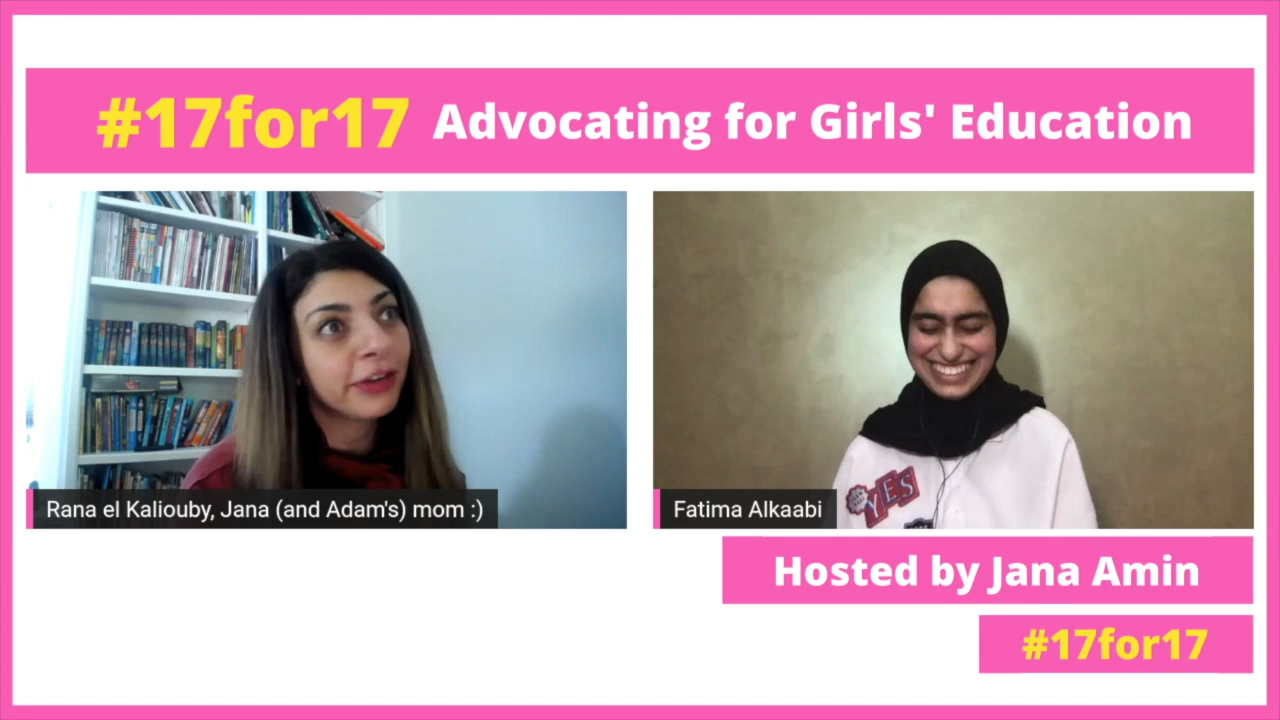 #17for17 Advocating for Girls' Education
Rana el Kaliouby, Jana (and Adam's) mom :)
Fatima Alkaabi
YES
Hosted by Jana Amin
#17for17